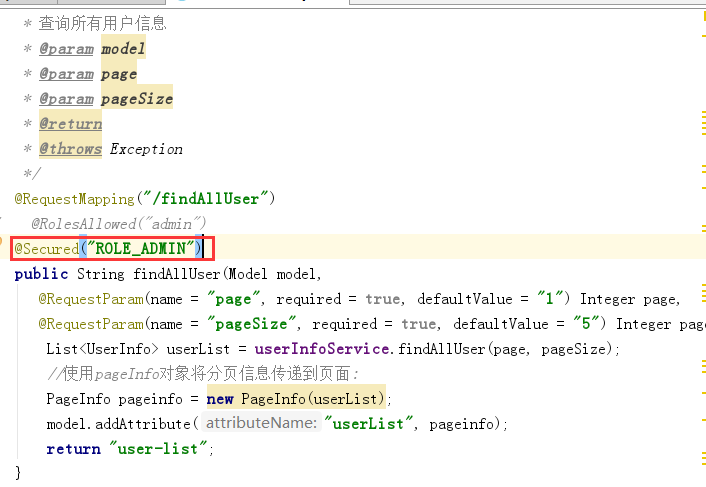 * 查询所有用户信息
* @param model
* @param page
* @param pageSize
* @return
* @throws Exception
*/
@RequestMapping("/findAllUser")
@RolesAllowed("admin")
@Secured("ROLE_ADMIN")
public String findAllUser(Model model,
@RequestParam(name = "page", required = true, defaultValue = "1") Integer page,
@RequestParam(name = "pageSize", required = true, defaultValue = "5") Integer page
List<UserInfo> userList = userInfoService.findAllUser(page, pageSize);
//使用pageInfo对象将分页信息传递到页面:
PageInfo pageinfo = new PageInfo(userList);
model.addAttribute( attributeName: "userList", pageinfo);
return "user-list";
}